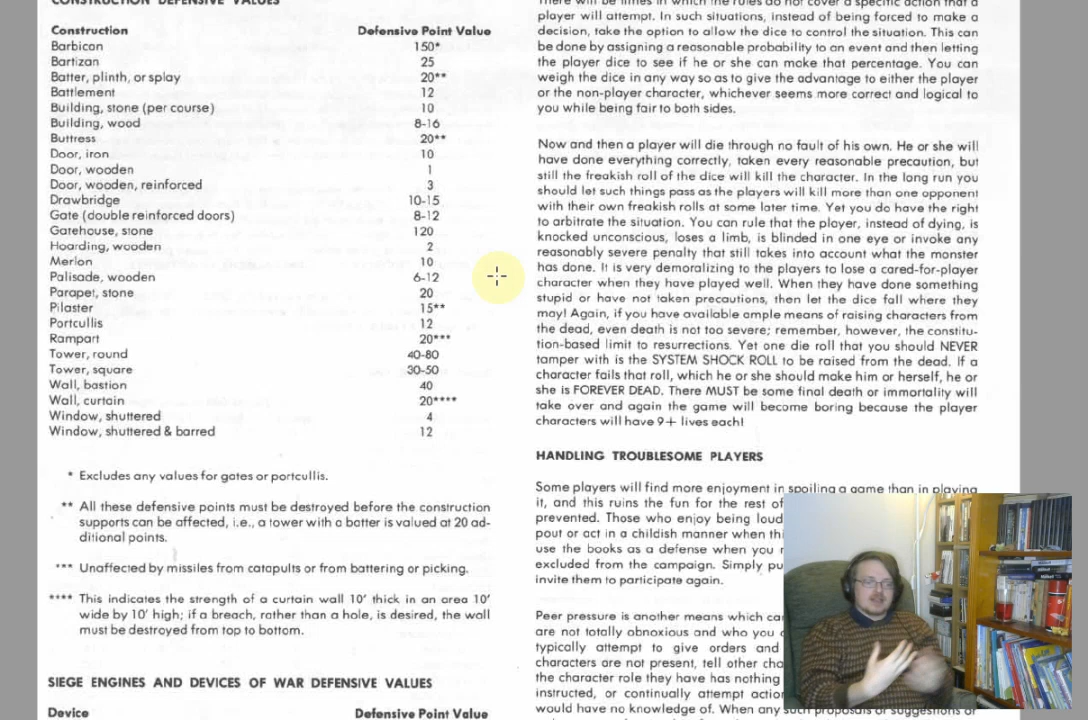 CONSTRUCTION DEFENSIVE VALUES
Construction Defensive Point Value
Barbicon 150*
Bartizan 25
Batter, plinth, or splay 20**
Battlement 12
Building, stone (per course) 10
Building, wood 8-16
Buttress 20**
Door, iron 10
Door, wooden 1
Door, wooden, reinforced 3
Drawbridge 10-15
Gate (double reinforced doors) 8-12
Gatehouse, stone 120
Hoarding, wooden 2
Merlon 10
Palisade, wooden 6-12
Parapet, stone 20
Pilaster 15**
Portcullis 12
Rampart 20***
Tower, round 40-80
Tower, square 30-50
Wall, bastion 40
Wall, curtain 20****
Window, shuttered 4
Window, shuttered & barred 12
* Excludes any values for gates or portcullis.
** All these defensive points must be destroyed before the construction
supports can be affected, i.e., a tower with a batter is valued at 20 ad-
ditional points.
*** Unaffected by missiles from catapults or from battering or picking.
**** This indicates the strength of a curtain wall 10' thick in an area 10'
wide by 10' high; if a breach, rather than a hole, is desired, the wall
must be destroyed from top to bottom.
SIEGE ENGINES AND DEVICES OF WAR DEFENSIVE VALUES
Device Defensive Point Value
There will be times in which the rules do not cover a specific action that a
player will attempt. In such situations, instead of being forced to make a
decision, take the option to allow the dice to control the situation. This can
be done by assigning a reasonable probability to an event and then letting
the player dice to see if he or she can make that percentage. You can
weigh the dice in any way so as to give the advantage to either the player
or the non-player character, whichever seems more correct and logical to
you while being fair to both sides.
Now and then a player will die through no fault of his own. He or she will
have done everything correctly, taken every reasonable precaution, but
still the freakish roll of the dice will kill the character. In the long run you
should let such things pass as the players will kill more than one opponent
with their own freakish rolls at some later time. Yet you do have the right
to arbitrate the situation. You can rule that the player, instead of dying, is
knocked unconscious, loses a limb, is blinded in one eye or invoke any
reasonably severe penalty that still takes into account what the monster
has done. It is very demoralizing to the players to lose a cared-for-player
character when they have played well. When they have done something
stupid or have not taken precautions, then let the dice fall where they
may! Again, if you have available ample means of raising characters from
the dead, even death is not too severe; remember, however, the constitu-
tion-based limit to resurrections. Yet one die roll that you should NEVER
tamper with is the SYSTEM SHOCK ROLL to be raised from the dead. If a
character fails that roll, which he or she should make him or herself, he or
she is FOREVER DEAD. There MUST be some final death or immortality will
take over and again the game will become boring because the player
characters will have 9+ lives each!
HANDLING TROUBLESOME PLAYERS
Some players will find more enjoyment in spoiling a game than in playing
it, and this ruins the fun for the rest of
prevented. Those who enjoy being loud
pout or act in a childish manner when
use the books as a defense when you
excluded from the campaign. Simply
invite them to participate again.
Peer pressure is another means which
are not totally obnoxious and who you
typically attempt to give orders and
characters are not present, tell other
the character role they have has nothing
instructed, or continually attempt
would have no knowledge of. When any such proposals or suggestions or